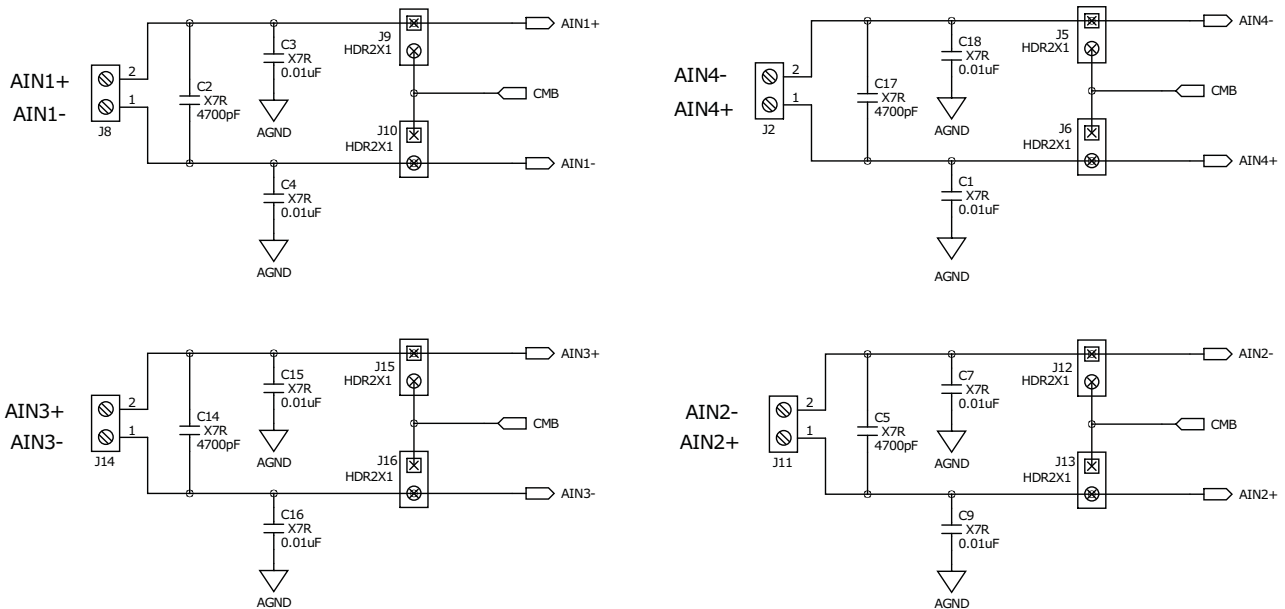 AIN1+
AIN1-
2
1
J8
C2
X7R
4700pF
C3
X7R
0.01uF
AGND
C4
X7R
0.01uF
AGND
J9
HDR2X1
J10
HDR2X1
AIN1+
CMB
AIN1-
AIN4-
AIN4+
2
1
J2
C17
X7R
4700pF
C18
X7R
0.01uF
AGND
C1
X7R
0.01uF
AGND
J5
HDR2X1
J6
HDR2X1
AIN4-
CMB
AIN4+
AIN3+
AIN3-
2
1
J14
C14
X7R
4700pF
C15
X7R
0.01uF
AGND
C16
X7R
0.01uF
AGND
J15
HDR2X1
J16
HDR2X1
AIN3+
CMB
AIN3-
AIN2-
AIN2+
2
1
J11
C5
X7R
4700pF
C7
X7R
0.01uF
AGND
C9
X7R
0.01uF
AGND
J12
HDR2X1
J13
HDR2X1
AIN2-
CMB
AIN2+